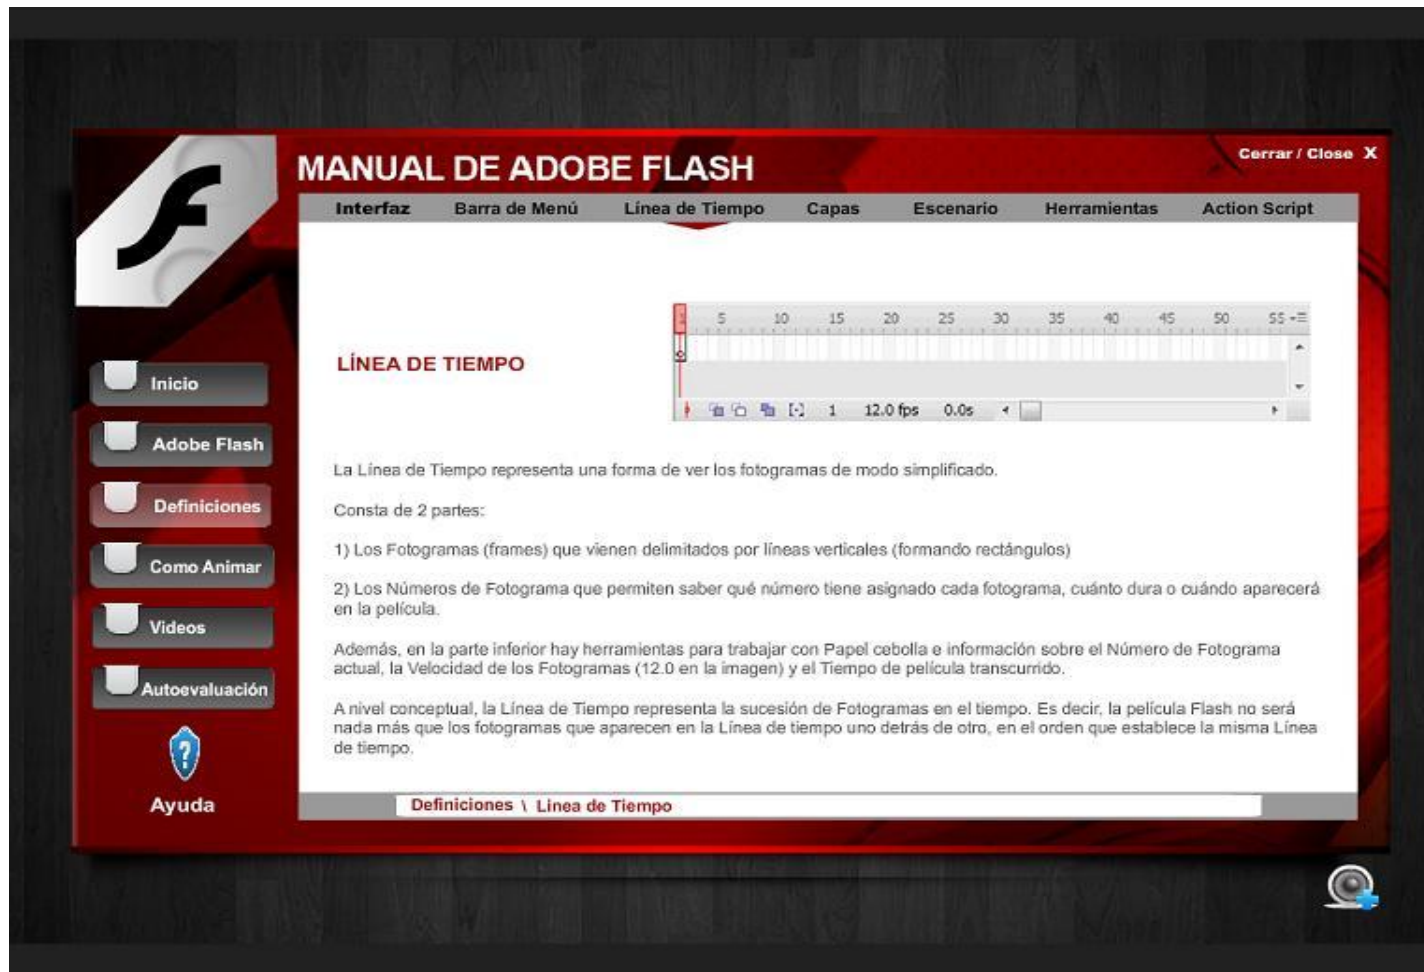 Cerrar / Close X
MANUAL DE ADOBE FLASH
Interfaz Barra de Menú Línea de Tiempo Capas Escenario Herramientas Action Script
1 5 10 15 20 25 30 35 40 45 50 55
LÍNEA DE TIEMPO
1 12.0 fps 0.0s
Inicio
Adobe Flash
Definiciones
Como Animar
Videos
Autoevaluación
?
Ayuda
La Línea de Tiempo representa una forma de ver los fotogramas de modo simplificado.
Consta de 2 partes:
1) Los Fotogramas (frames) que vienen delimitados por líneas verticales (formando rectángulos)
2) Los Números de Fotograma que permiten saber qué número tiene asignado cada fotograma, cuánto dura o cuándo aparecerá
en la película.
Además, en la parte inferior hay herramientas para trabajar con Papel cebolla e información sobre el Número de Fotograma
actual, la Velocidad de los Fotogramas (12.0 en la imagen) y el Tiempo de película transcurrido.
A nivel conceptual, la Línea de Tiempo representa la sucesión de Fotogramas en el tiempo. Es decir, la película Flash no será
nada más que los fotogramas que aparecen en la Línea de tiempo uno detrás de otro, en el orden que establece la misma Línea
de tiempo.
Definiciones \ Linea de Tiempo